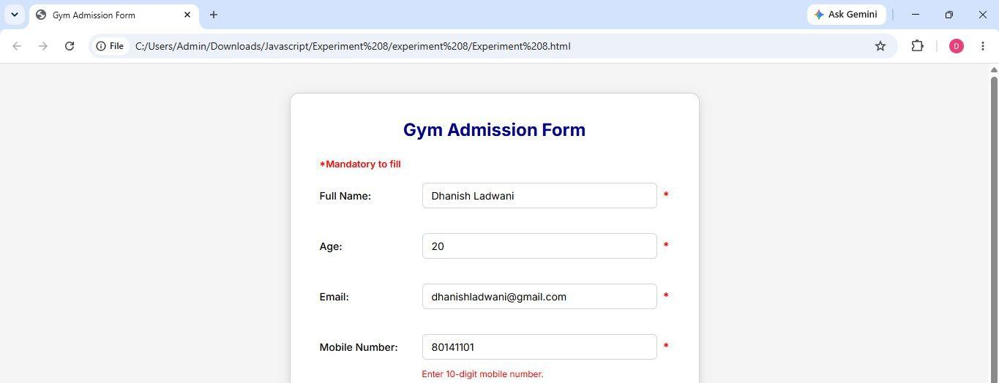 Gym Admission Form
Ask Gemini
File C:/Users/Admin/Downloads/Javascript/Experiment%208/experiment%208/Experiment%208.html
D
Gym Admission Form
*Mandatory to fill
Full Name: Dhanish Ladwani *
Age: 20 *
Email: dhanishladwani@gmail.com *
Mobile Number: 80141101 *
Enter 10-digit mobile number.